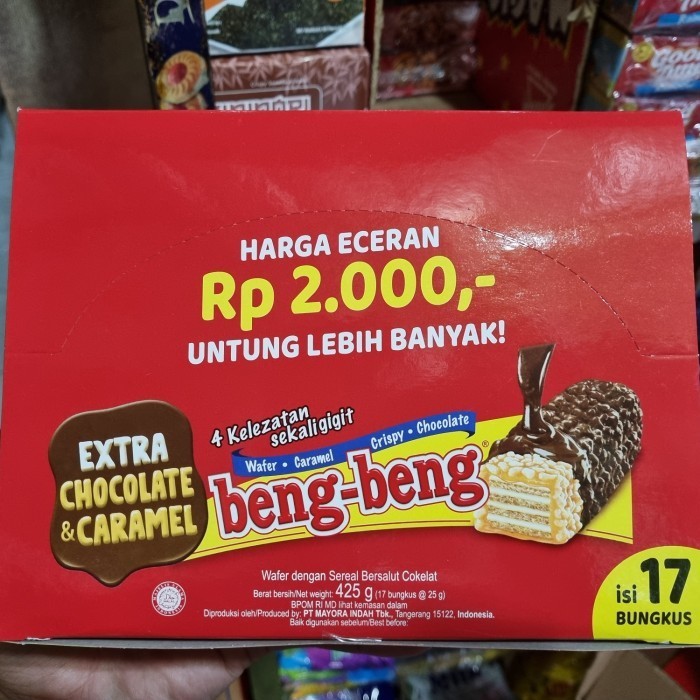 HARGA ECERAN
Rp 2.000,-
UNTUNG LEBIH BANYAK!
4 Kelezatan
sekali gigit
Wafer • Caramel Crispy • Chocolate
beng-beng®
EXTRA
CHOCOLATE
& CARAMEL
Wafer dengan Sereal Bersalut Cokelat
Berat bersih/Net weight: 425 g (17 bungkus @ 25 g)
BPOM RI MD lihat kemasan dalam
Diproduksi oleh/Produced by: PT MAYORA INDAH Tbk., Tangerang 15122, Indonesia.
Baik digunakan sebelum/Best before:
isi 17
BUNGKUS